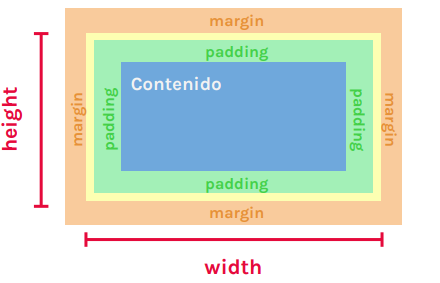 margin
padding
Contenido
height
margin
padding
padding
margin
padding
margin
width